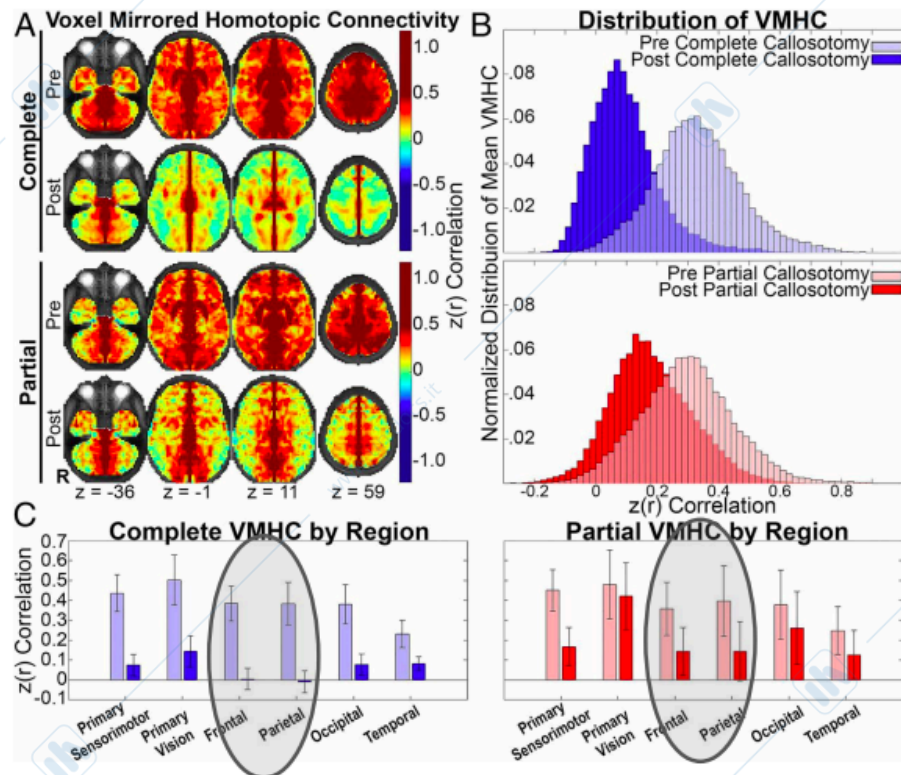 A Voxel Mirrored Homotopic Connectivity
Complete
Pre
Post
1.0
0.5
0
-0.5
-1.0
Partial
Pre
Post
1.0
0.5
0
-0.5
-1.0
z(r) Correlation
R
z = -36 z = -1 z = 11 z = 59
B Distribution of VMHC
Pre Complete Callosotomy
Post Complete Callosotomy
.08
.06
.04
.02
Pre Partial Callosotomy
Post Partial Callosotomy
.08
.06
.04
.02
Normalized Distribuion of Mean VMHC
-0.2 0 0.2 0.4 0.6 0.8
z(r) Correlation
C
Complete VMHC by Region
0.7
0.6
0.5
0.4
0.3
0.2
0.1
0
-0.1
z(r) Correlation
Primary Sensorimotor
Primary Vision
Frontal
Parietal
Occipital
Temporal
Partial VMHC by Region
Primary Sensorimotor
Primary Vision
Frontal
Parietal
Occipital
Temporal